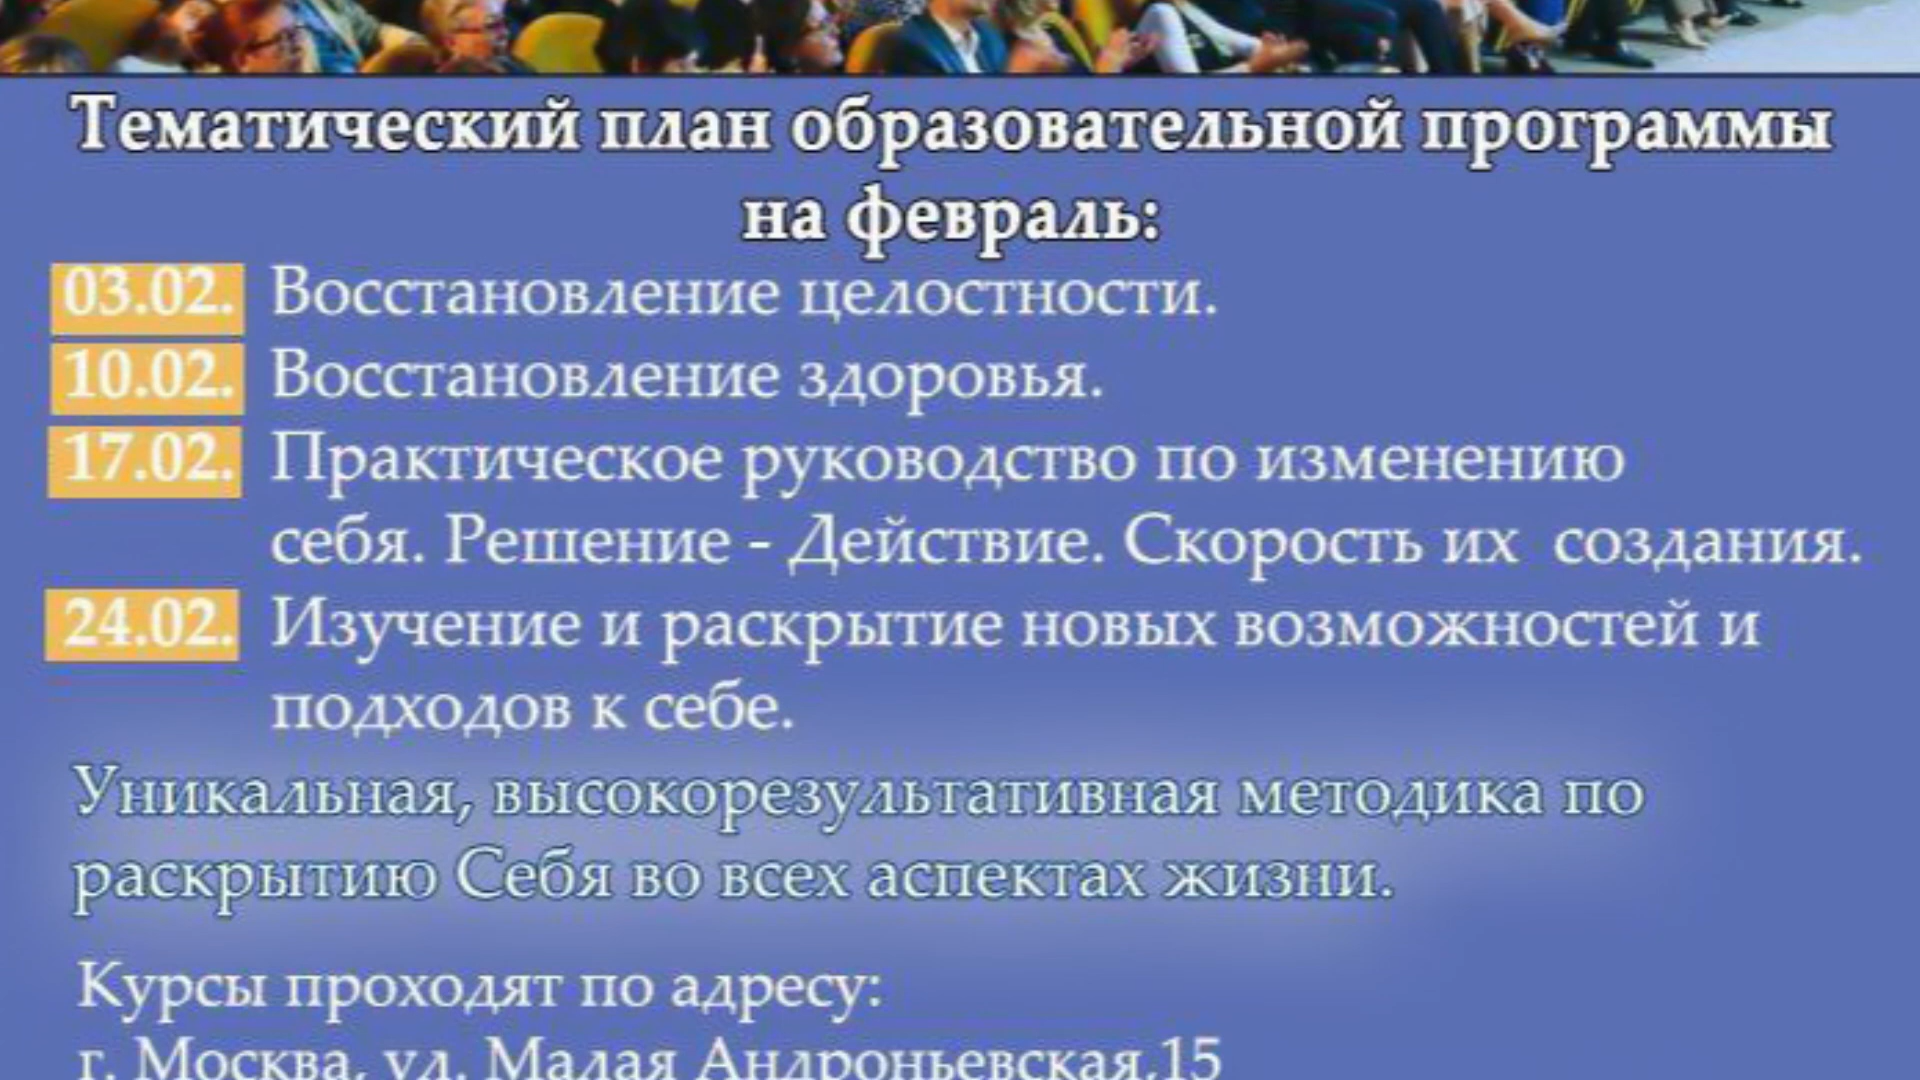 Тематический план образовательной программы
на февраль:
03.02. Восстановление целостности.
10.02. Восстановление здоровья.
17.02. Практическое руководство по изменению
себя. Решение - Действие. Скорость их создания.
24.02. Изучение и раскрытие новых возможностей и
подходов к себе.
Уникальная, высокорезультативная методика по
раскрытию Себя во всех аспектах жизни.
Курсы проходят по адресу:
г. Москва, ул. Малая Андроньевская,15